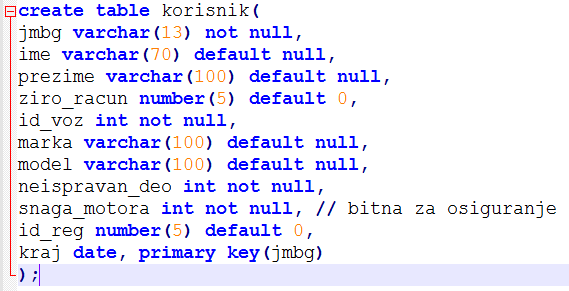 create table korisnik(
jmbg varchar(13) not null,
ime varchar(70) default null,
prezime varchar(100) default null,
ziro_racun number(5) default 0,
id_voz int not null,
marka varchar(100) default null,
model varchar(100) default null,
neispravan_deo int not null,
snaga_motora int not null, // bitna za osiguranje
id_reg number(5) default 0,
kraj date, primary key(jmbg)
);